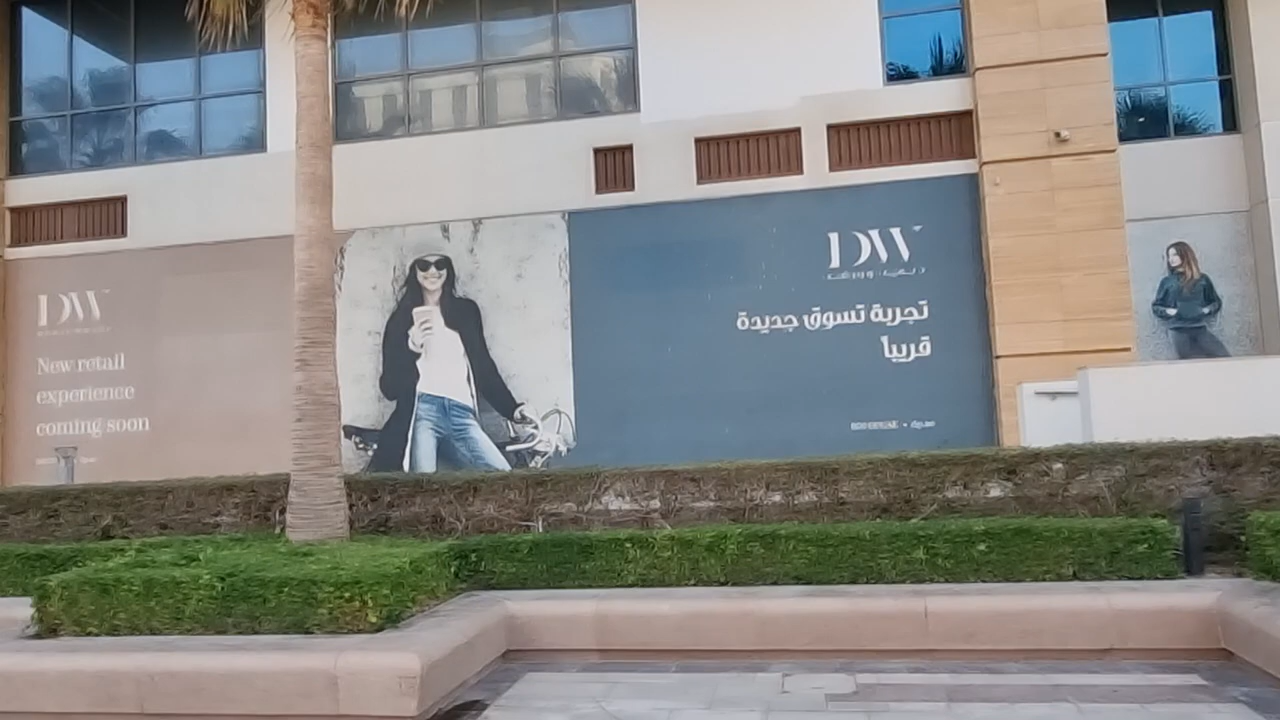 DW
New retail
experience
coming soon
DW
تجربة تسوق جديدة
قريباً